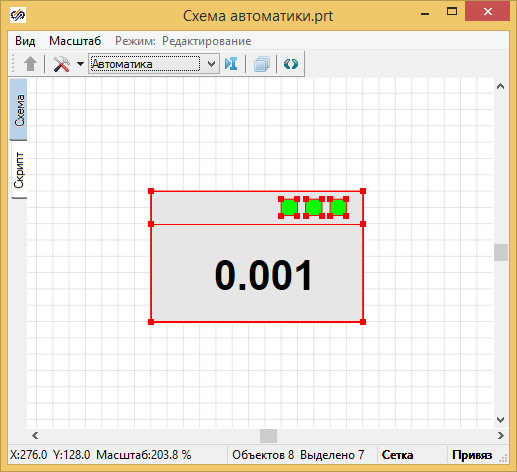 Схема автоматики.prt
Вид Масштаб Режим: Редактирование
Автоматика
Схема
Скрипт
0.001
X:276.0 Y:128.0 Масштаб:203.8 % Объектов 8 Выделено 7 Сетка Привяз